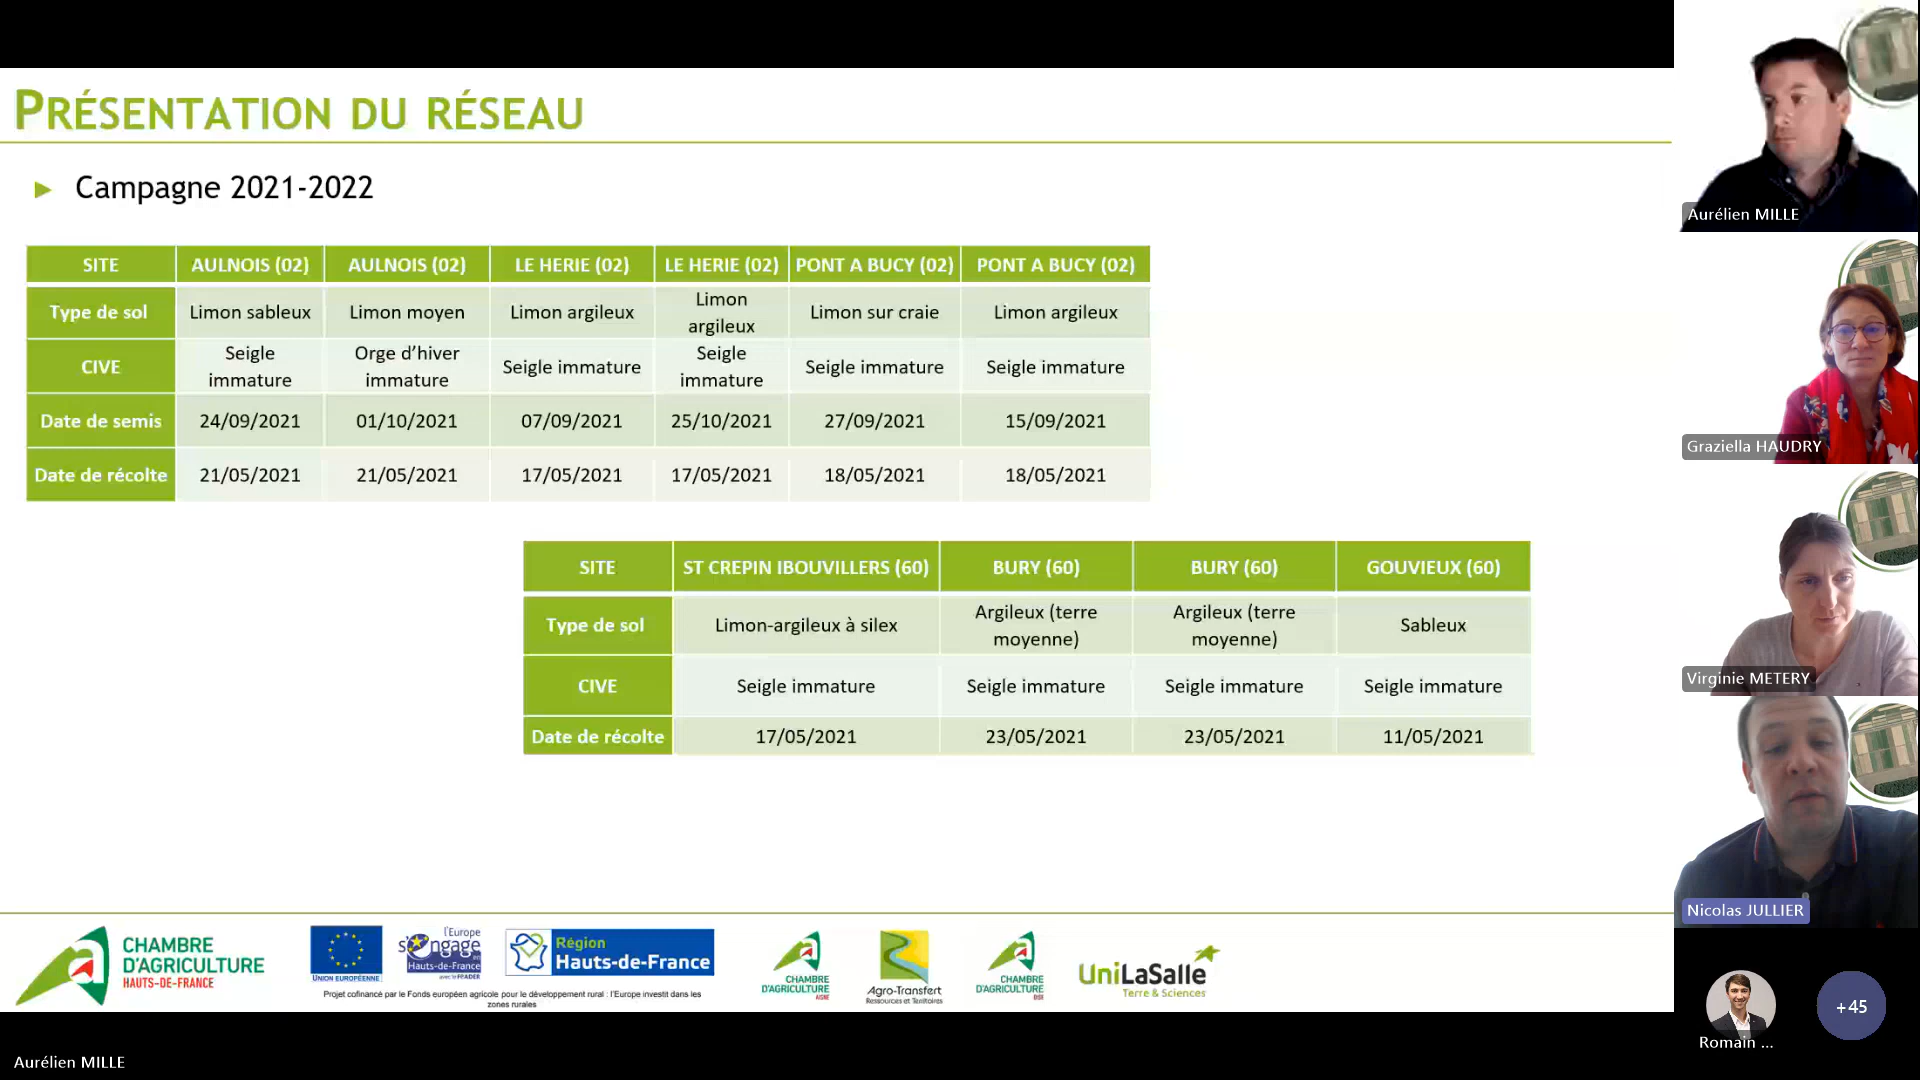 PRÉSENTATION DU RÉSEAU
► Campagne 2021-2022
SITE AULNOIS (02) AULNOIS (02) LE HERIE (02) LE HERIE (02) PONT A BUCY (02) PONT A BUCY (02)
Type de sol Limon sableux Limon moyen Limon argileux Limon argileux Limon sur craie Limon argileux
CIVE Seigle immature Orge d'hiver immature Seigle immature Seigle immature Seigle immature Seigle immature
Date de semis 24/09/2021 01/10/2021 07/09/2021 25/10/2021 27/09/2021 15/09/2021
Date de récolte 21/05/2021 21/05/2021 17/05/2021 17/05/2021 18/05/2021 18/05/2021
SITE ST CREPIN IBOUVILLERS (60) BURY (60) BURY (60) GOUVIEUX (60)
Type de sol Limon-argileux à silex Argileux (terre moyenne) Argileux (terre moyenne) Sableux
CIVE Seigle immature Seigle immature Seigle immature Seigle immature
Date de récolte 17/05/2021 23/05/2021 23/05/2021 11/05/2021
CHAMBRE
D'AGRICULTURE
HAUTS-DE-FRANCE
UNION EUROPÉENNE
l'Europe
s'engage
en
Hauts-de-France
avec le FEADER
Région
Hauts-de-France
Projet cofinancé par le Fonds européen agricole pour le développement rural : l'Europe investit dans les
zones rurales
CHAMBRE
D'AGRICULTURE
AISNE
Agro-Transfert
Ressources et Territoires
CHAMBRE
D'AGRICULTURE
OISE
UniLaSalle
Terre & Sciences
Aurélien MILLE
Graziella HAUDRY
Virginie METERY
Nicolas JULLIER
Romain ...
+45
Aurélien MILLE